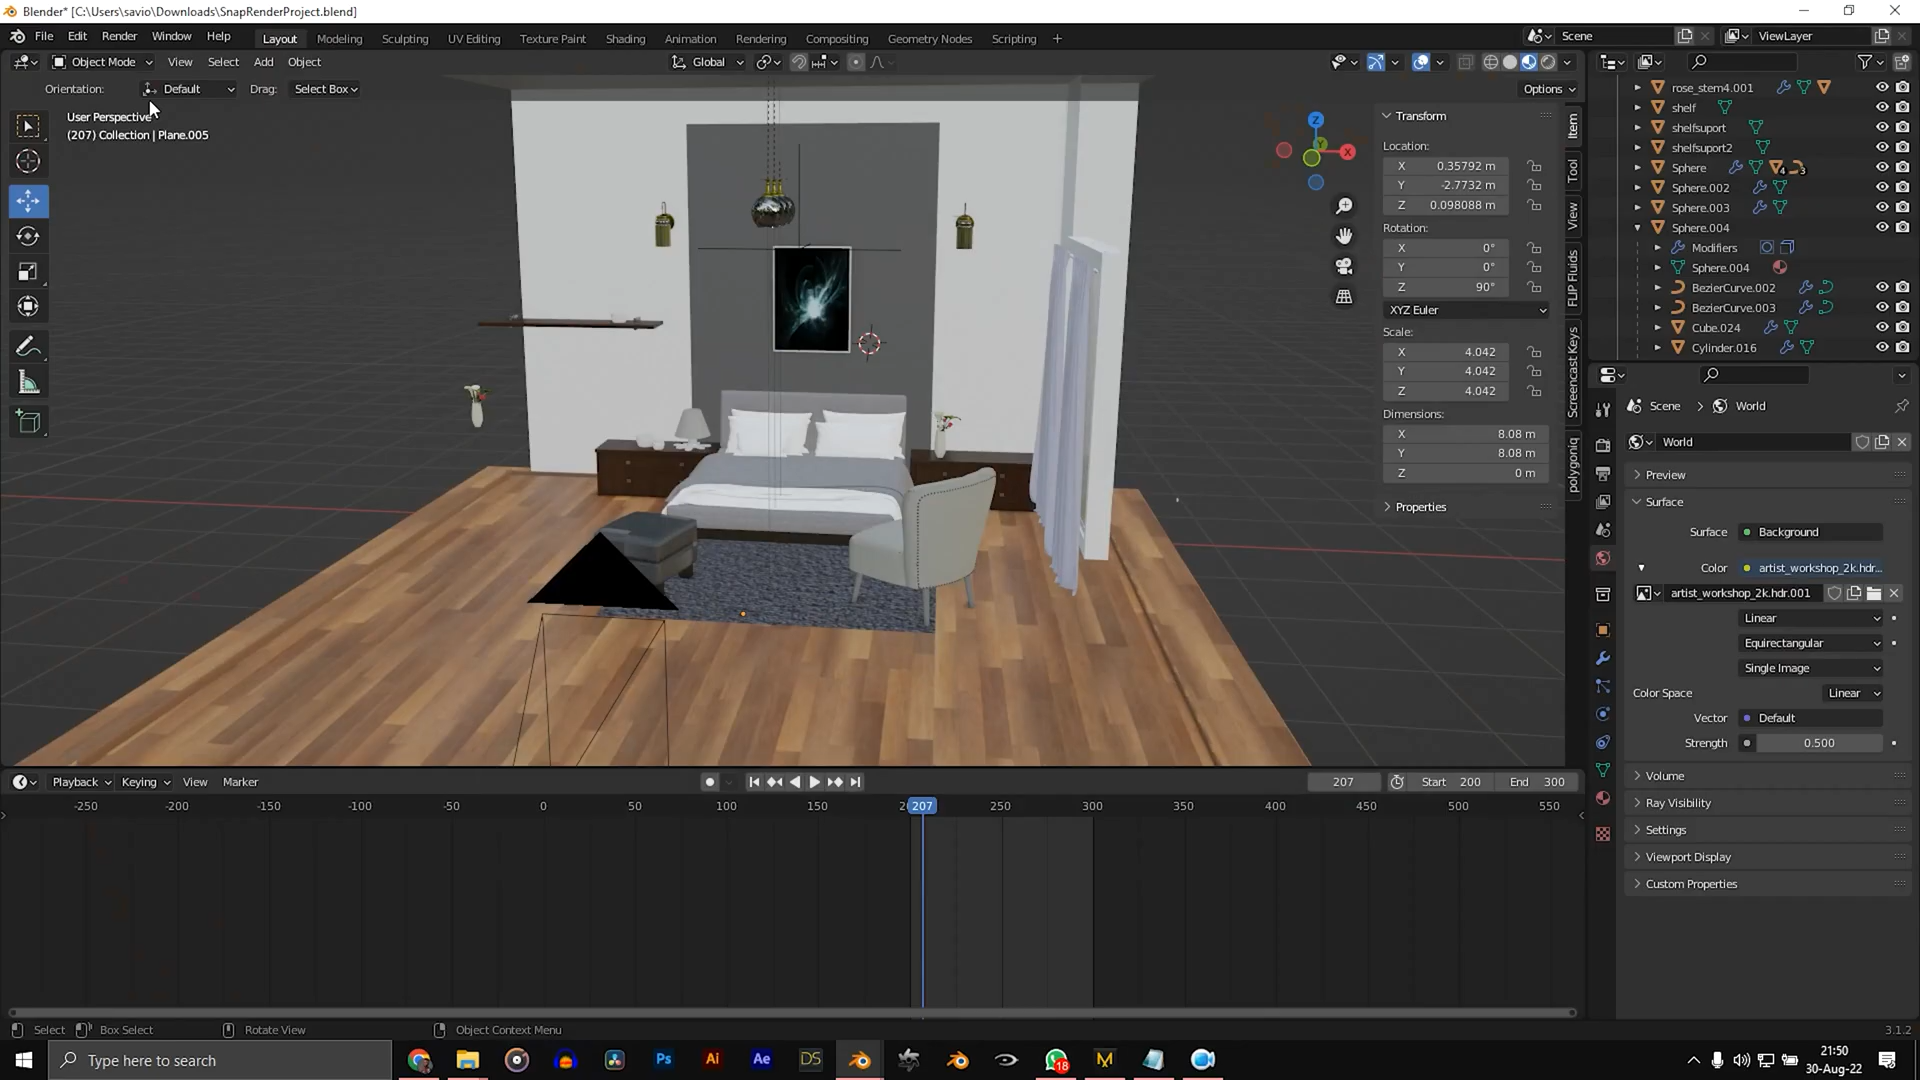 Blender* [C:\Users\savio\Downloads\SnapRenderProject.blend]
File Edit Render Window Help
Layout Modeling Sculpting UV Editing Texture Paint Shading Animation Rendering Compositing Geometry Nodes Scripting +
Scene
ViewLayer
Object Mode View Select Add Object
Global
Orientation: Default Drag: Select Box
Options
User Perspective
(207) Collection | Plane.005
Z
X
Transform
Location:
X 0.35792 m
Y -2.7732 m
Z 0.098088 m
Rotation:
X 0°
Y 0°
Z 90°
XYZ Euler
Scale:
X 4.042
Y 4.042
Z 4.042
Dimensions:
X 8.08 m
Y 8.08 m
Z 0 m
Properties
Item
Tool
View
FLIP Fluids
Screencast Keys
polygoniq
rose_stem4.001
shelf
shelfsuport
shelfsuport2
Sphere
4
3
Sphere.002
Sphere.003
Sphere.004
Modifiers
Sphere.004
BezierCurve.002
BezierCurve.003
Cube.024
Cylinder.016
Scene > World
World
Preview
Surface
Surface Background
Color artist_workshop_2k.hdr...
artist_workshop_2k.hdr.001
Linear
Equirectangular
Single Image
Color Space Linear
Vector Default
Strength 0.500
Volume
Ray Visibility
Settings
Viewport Display
Custom Properties
Playback Keying View Marker
207 Start 200 End 300
-250 -200 -150 -100 -50 0 50 100 150 207 250 300 350 400 450 500 550
Select Box Select Rotate View Object Context Menu
3.1.2
Type here to search
Ps Ai Ae DS
18
21:50
30-Aug-22